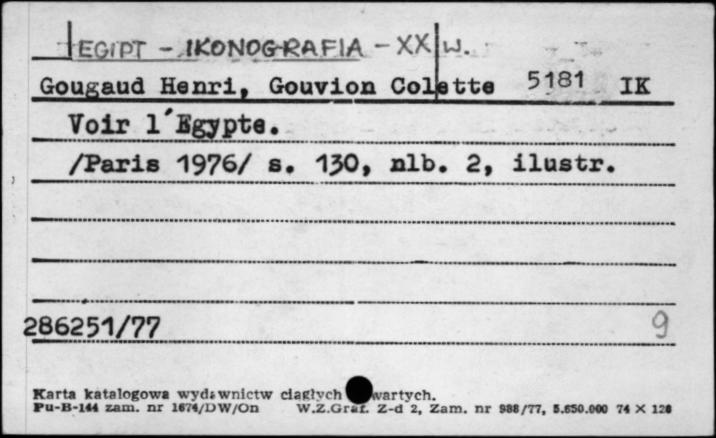 EGIPT - IKONOGRAFIA - XX W.
Gougaud Henri, Gouvion Colette 5181 IK
Voir l´Egypte.
/Paris 1976/ s. 130, nlb. 2, ilustr.
286251/77 9
Karta katalogowa wydawnictw ciągłych wartych.
Pu-B-144 zam. nr 1674/DW/On W.Z.Graf. Z-d 2, Zam. nr 988/77, 5.650.000 74 X 128